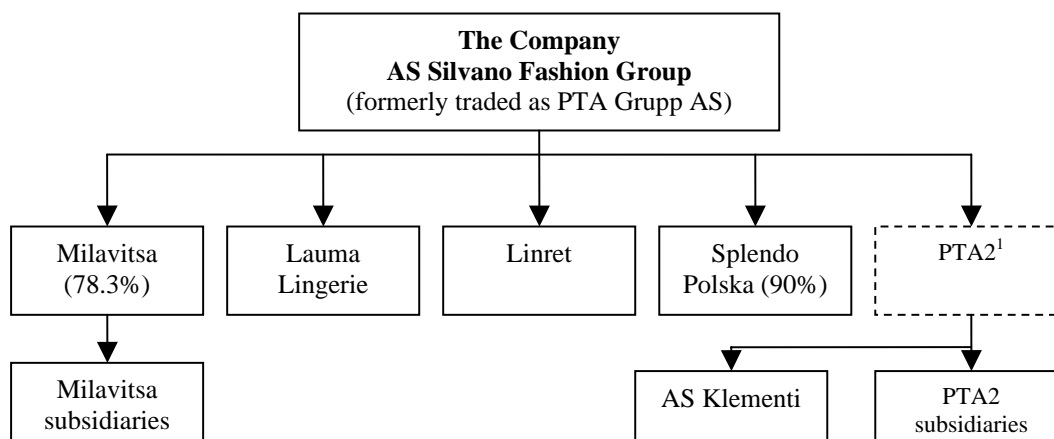 The Company
AS Silvano Fashion Group
(formerly traded as PTA Grupp AS)
Milavitsa
(78.3%)
Lauma
Lingerie
Linret
Splendo
Polska (90%)
PTA2¹
Milavitsa
subsidiaries
AS Klementi
PTA2
subsidiaries